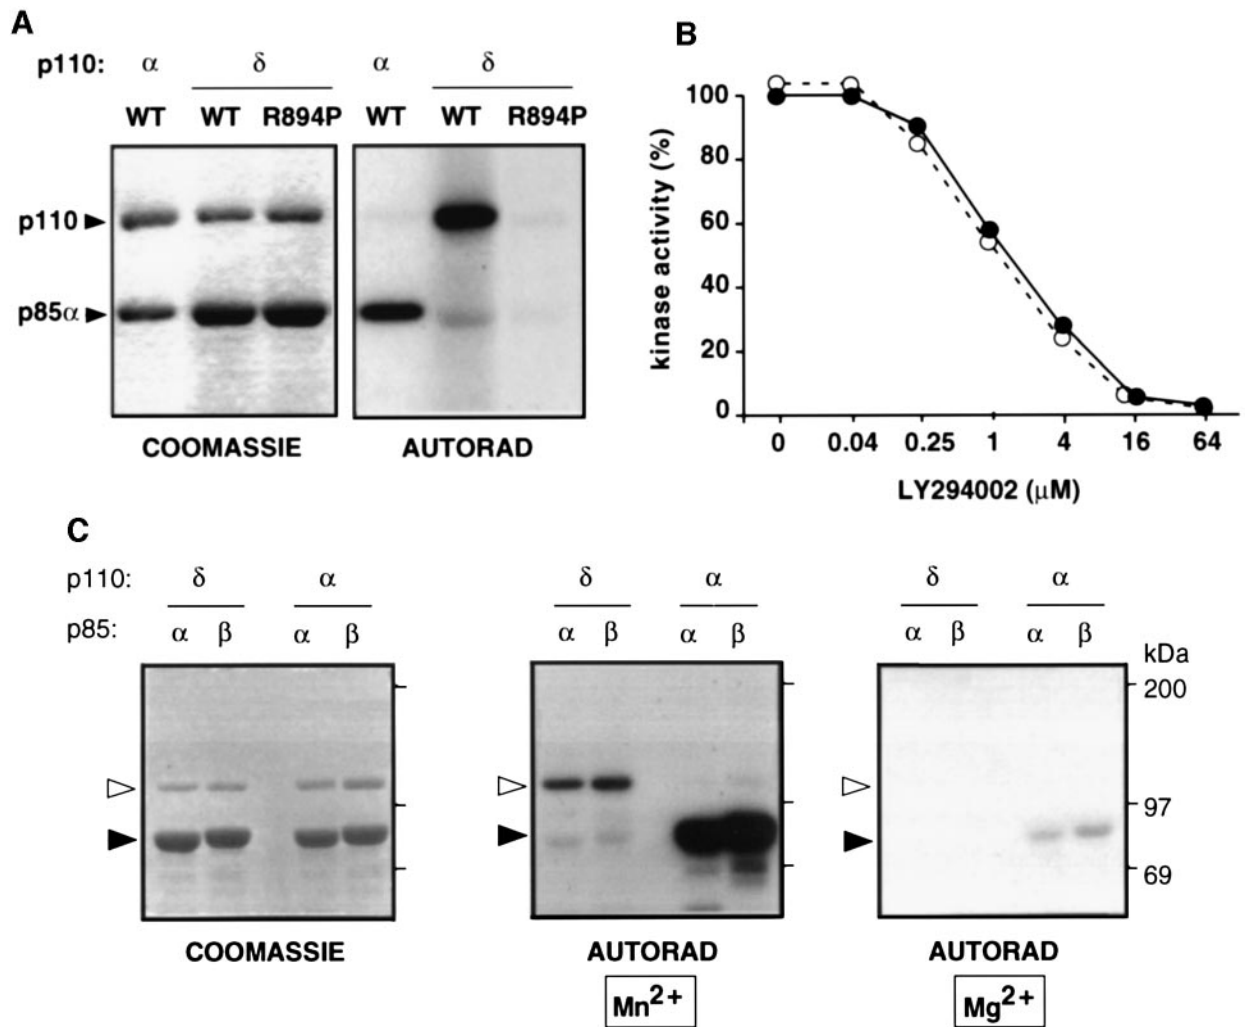 A
p110: α δ α δ
WT WT R894P WT WT R894P
p110
p85α
COOMASSIE AUTORAD
B
kinase activity (%)
100
80
60
40
20
0
0 0.04 0.25 1 4 16 64
LY294002 (μM)
C
p110: δ α δ α δ α
p85: α β α β α β α β α β α β
kDa
200
97
69
COOMASSIE AUTORAD AUTORAD
Mn2+ Mg2+